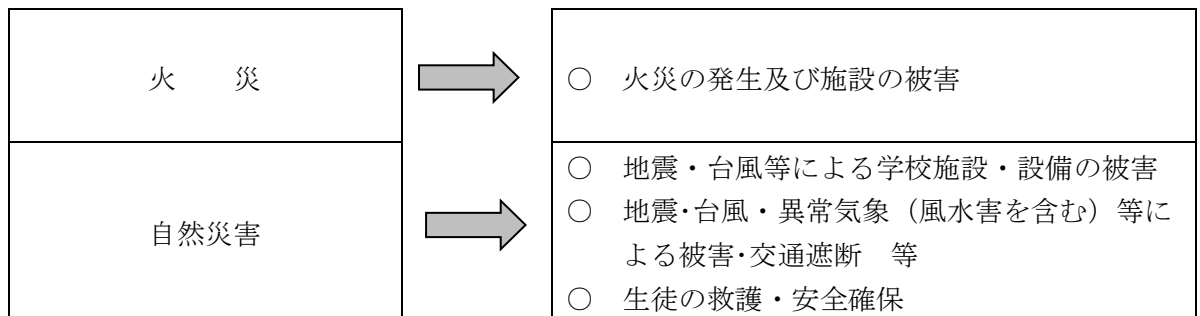 火　　災
○　火災の発生及び施設の被害
自然災害
○　地震・台風等による学校施設・設備の被害
○　地震･台風・異常気象（風水害を含む）等に
よる被害･交通遮断　等
○　生徒の救護・安全確保